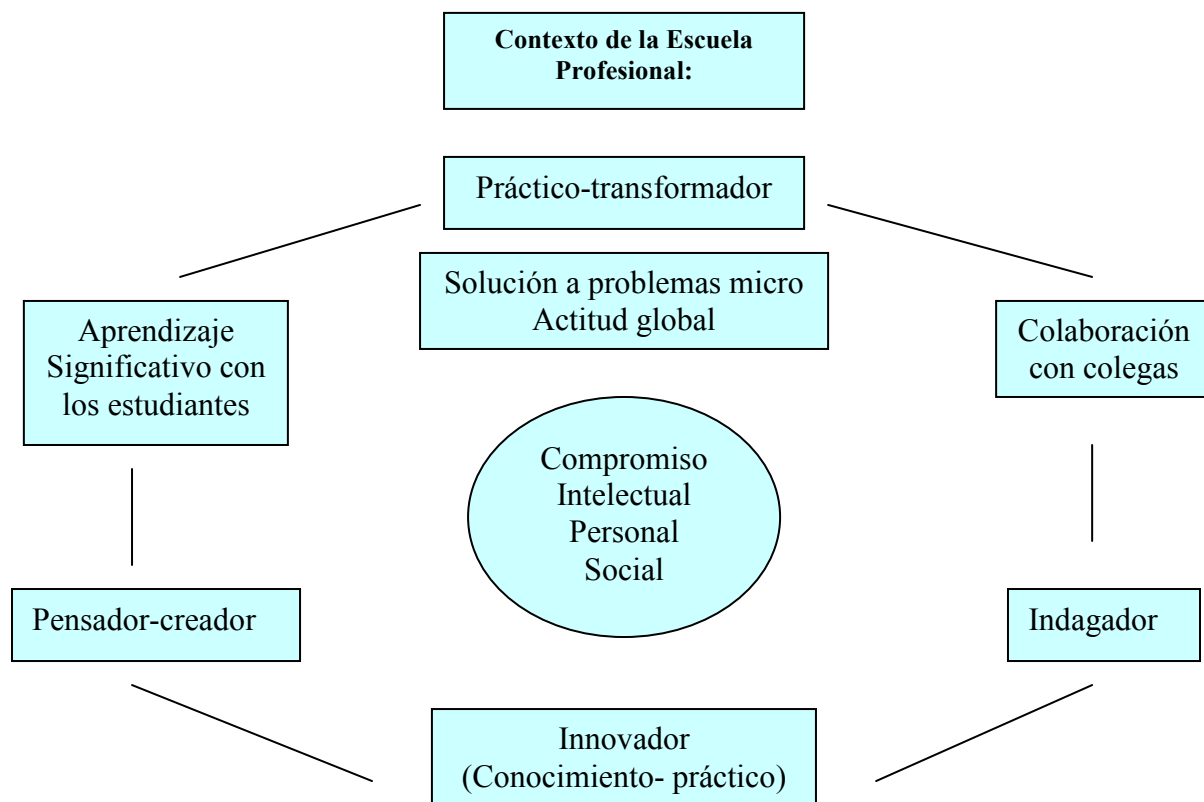 Contexto de la Escuela
Profesional:
Práctico-transformador
Solución a problemas micro
Actitud global
Aprendizaje
Significativo con
los estudiantes
Colaboración
con colegas
Compromiso
Intelectual
Personal
Social
Pensador-creador
Indagador
Innovador
(Conocimiento- práctico)